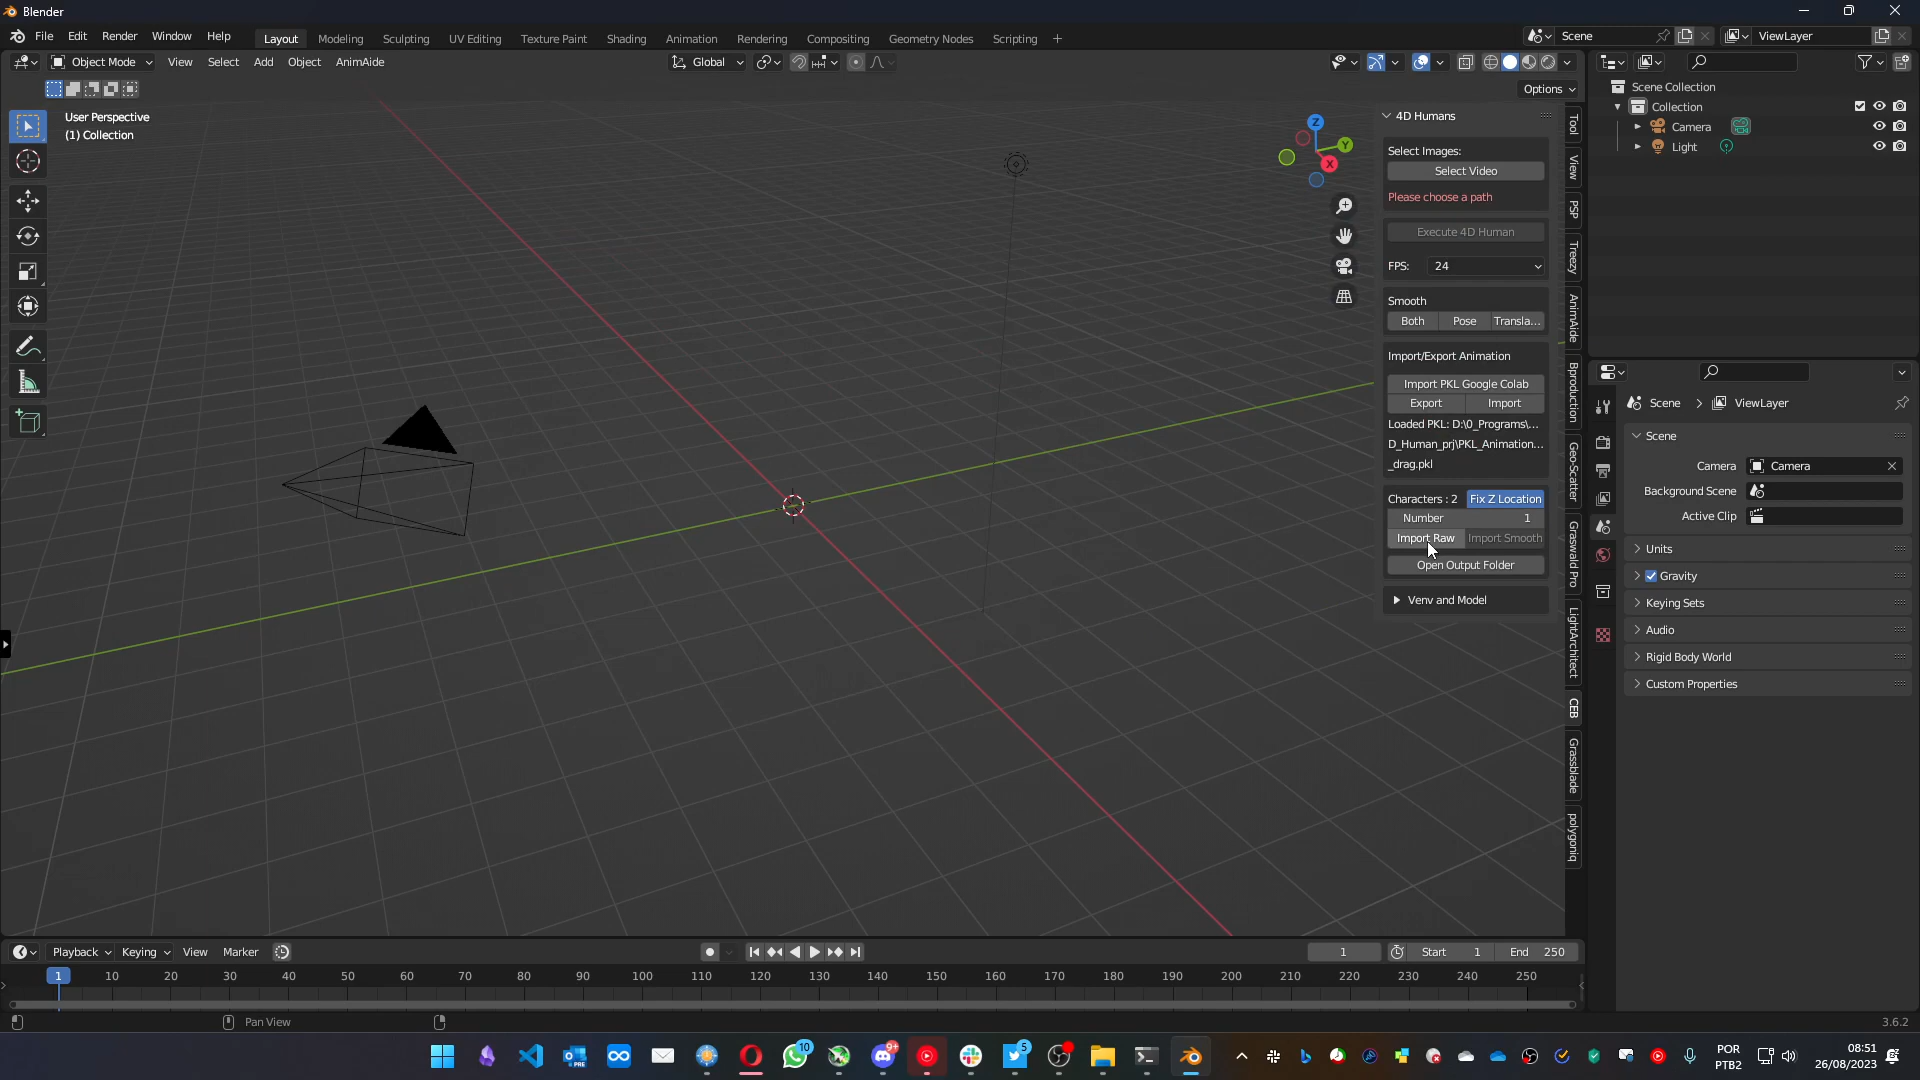 Blender
File Edit Render Window Help Layout Modeling Sculpting UV Editing Texture Paint Shading Animation Rendering Compositing Geometry Nodes Scripting +
Scene ViewLayer
Object Mode View Select Add Object AnimAide Global
Options
User Perspective
(1) Collection
Z
Y
X
4D Humans
Select Images:
Select Video
Please choose a path
Execute 4D Human
FPS: 24
Smooth
Both Pose Transla...
Import/Export Animation
Import PKL Google Colab
Export Import
Loaded PKL: D:\0_Programs\...
D_Human_prj\PKL_Animation...
_drag.pkl
Characters : 2 Fix Z Location
Number 1
Import Raw Import Smooth
Open Output Folder
Venv and Model
Tool
View
PSP
Treezy
AnimAide
Bproduction
Geo-Scatter
Graswald Pro
LightArchitect
CEB
Grassblade
polygoniq
Scene Collection
Collection
Camera
Light
Scene > ViewLayer
Scene
Camera Camera
Background Scene
Active Clip
Units
Gravity
Keying Sets
Audio
Rigid Body World
Custom Properties
Playback Keying View Marker
1 Start 1 End 250
1 10 20 30 40 50 60 70 80 90 100 110 120 130 140 150 160 170 180 190 200 210 220 230 240 250
Pan View
3.6.2
10
9+
5
POR
PTB2
08:51
26/08/2023